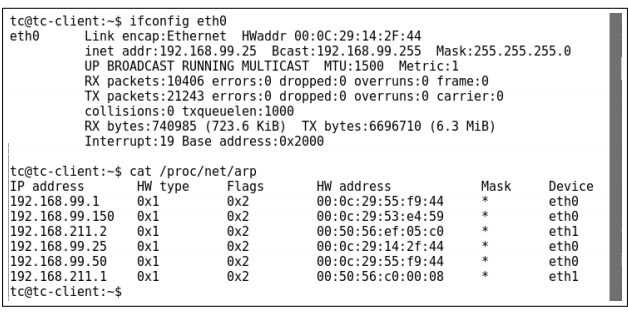 tc@tc-client:~$ ifconfig eth0
eth0      Link encap:Ethernet  HWaddr 00:0C:29:14:2F:44
          inet addr:192.168.99.25  Bcast:192.168.99.255  Mask:255.255.255.0
          UP BROADCAST RUNNING MULTICAST  MTU:1500  Metric:1
          RX packets:10406 errors:0 dropped:0 overruns:0 frame:0
          TX packets:21243 errors:0 dropped:0 overruns:0 carrier:0
          collisions:0 txqueuelen:1000
          RX bytes:740985 (723.6 KiB)  TX bytes:6696710 (6.3 MiB)
          Interrupt:19 Base address:0x2000

tc@tc-client:~$ cat /proc/net/arp
IP address       HW type     Flags       HW address            Mask     Device
192.168.99.1     0x1         0x2         00:0c:29:55:f9:44     *        eth0
192.168.99.150   0x1         0x2         00:0c:29:53:e4:59     *        eth0
192.168.211.2    0x1         0x2         00:50:56:ef:05:c0     *        eth1
192.168.99.25    0x1         0x2         00:0c:29:14:2f:44     *        eth0
192.168.99.50    0x1         0x2         00:0c:29:55:f9:44     *        eth0
192.168.211.1    0x1         0x2         00:50:56:c0:00:08     *        eth1
tc@tc-client:~$